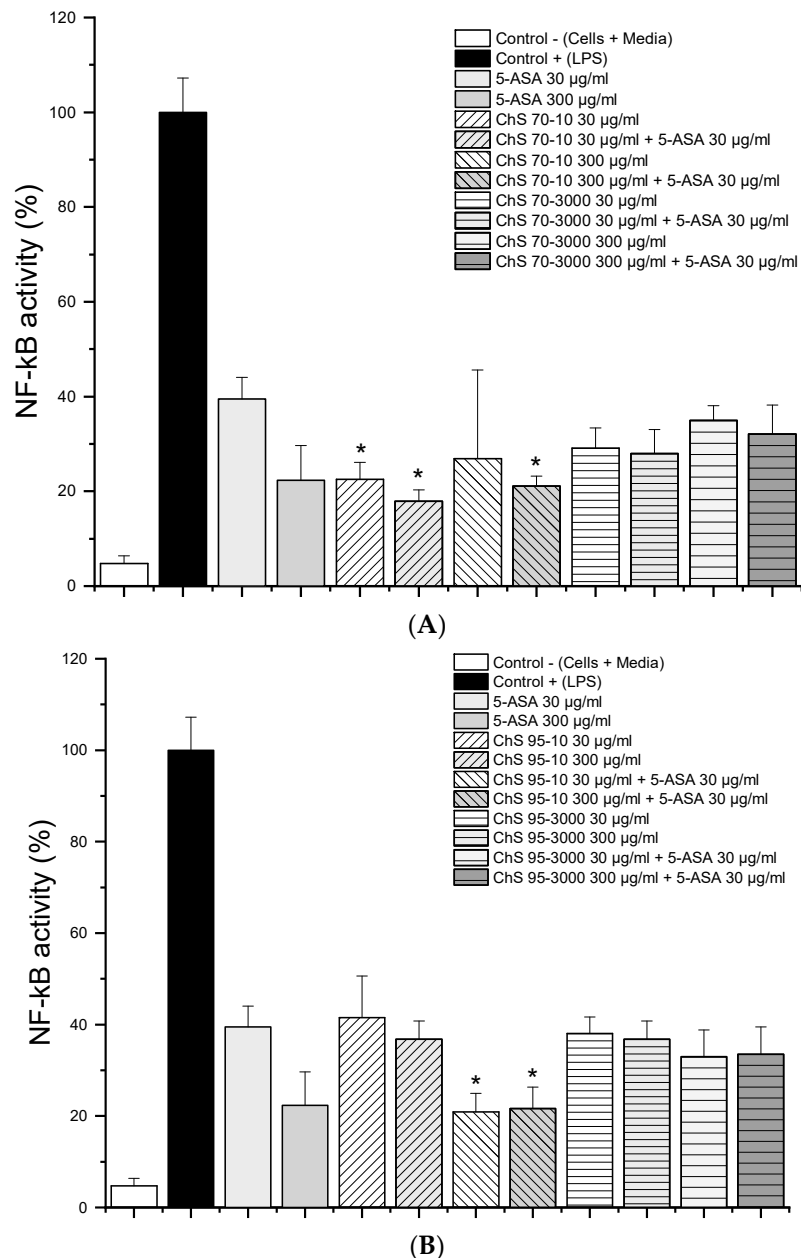 120
100
80
60
40
20
0
NF-kB activity (%)
Control - (Cells + Media)
Control + (LPS)
5-ASA 30 µg/ml
5-ASA 300 µg/ml
ChS 70-10 30 µg/ml
ChS 70-10 30 µg/ml + 5-ASA 30 µg/ml
ChS 70-10 300 µg/ml
ChS 70-10 300 µg/ml + 5-ASA 30 µg/ml
ChS 70-3000 30 µg/ml
ChS 70-3000 30 µg/ml + 5-ASA 30 µg/ml
ChS 70-3000 300 µg/ml
ChS 70-3000 300 µg/ml + 5-ASA 30 µg/ml
* * *
(A)
120
100
80
60
40
20
0
NF-kB activity (%)
Control - (Cells + Media)
Control + (LPS)
5-ASA 30 µg/ml
5-ASA 300 µg/ml
ChS 95-10 30 µg/ml
ChS 95-10 300 µg/ml
ChS 95-10 30 µg/ml + 5-ASA 30 µg/ml
ChS 95-10 300 µg/ml + 5-ASA 30 µg/ml
ChS 95-3000 30 µg/ml
ChS 95-3000 300 µg/ml
ChS 95-3000 30 µg/ml + 5-ASA 30 µg/ml
ChS 95-3000 300 µg/ml + 5-ASA 30 µg/ml
* *
(B)